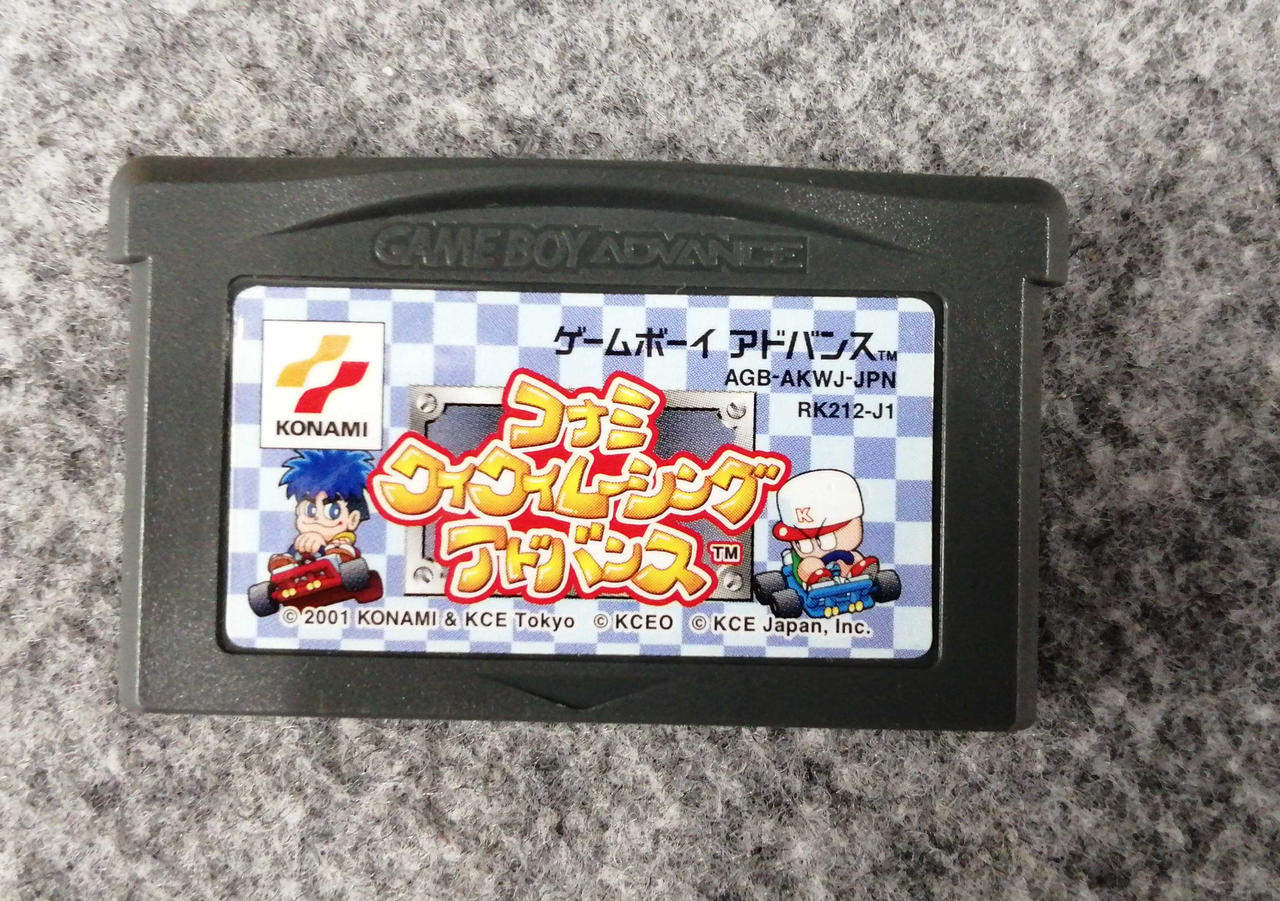 GAME BOY ADVANCE
KONAMI
ゲームボーイ アドバンス™
AGB-AKWJ-JPN
RK212-J1
コナミ
ワイワイレーシング
アドバンス™
K
© 2001 KONAMI & KCE Tokyo ©KCEO ©KCE Japan, Inc.